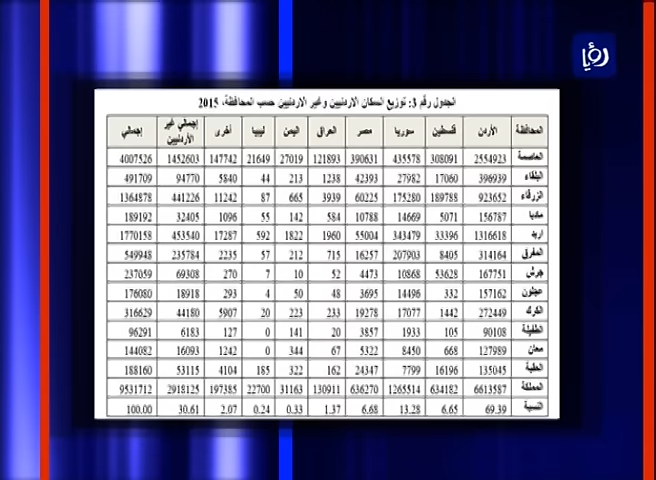 رؤيا
الجدول رقم 3: توزيع السكان الاردنيين وغير الاردنيين حسب المحافظة، 2015
المحافظة الأردن فلسطين سوريا مصر العراق اليمن ليبيا أخرى إجمالي غير الأردنيين إجمالي
العاصمة 2554923 308091 435578 390631 121893 27019 21649 147742 1452603 4007526
البلقاء 396939 17060 27982 42393 1238 213 44 5840 94770 491709
الزرقاء 923652 189788 175280 60225 3939 665 87 11242 441226 1364878
مادبا 156787 5071 14669 10788 584 142 55 1096 32405 189192
اربد 1316618 33396 343479 55004 1960 1822 592 17287 453540 1770158
المفرق 314164 8405 207903 16257 715 212 57 2235 235784 549948
جرش 167751 53628 10868 4473 52 10 7 270 69308 237059
عجلون 157162 332 14496 3695 48 50 4 293 18918 176080
الكرك 272449 1442 17077 19278 233 223 20 5907 44180 316629
الطفيلة 90108 105 1933 3857 20 141 0 127 6183 96291
معان 127989 668 8450 5322 67 344 0 1242 16093 144082
العقبة 135045 16196 7799 24347 162 322 185 4104 53115 188160
المملكة 6613587 634182 1265514 636270 130911 31163 22700 197385 2918125 9531712
النسبة 69.39 6.65 13.28 6.68 1.37 0.33 0.24 2.07 30.61 100.00